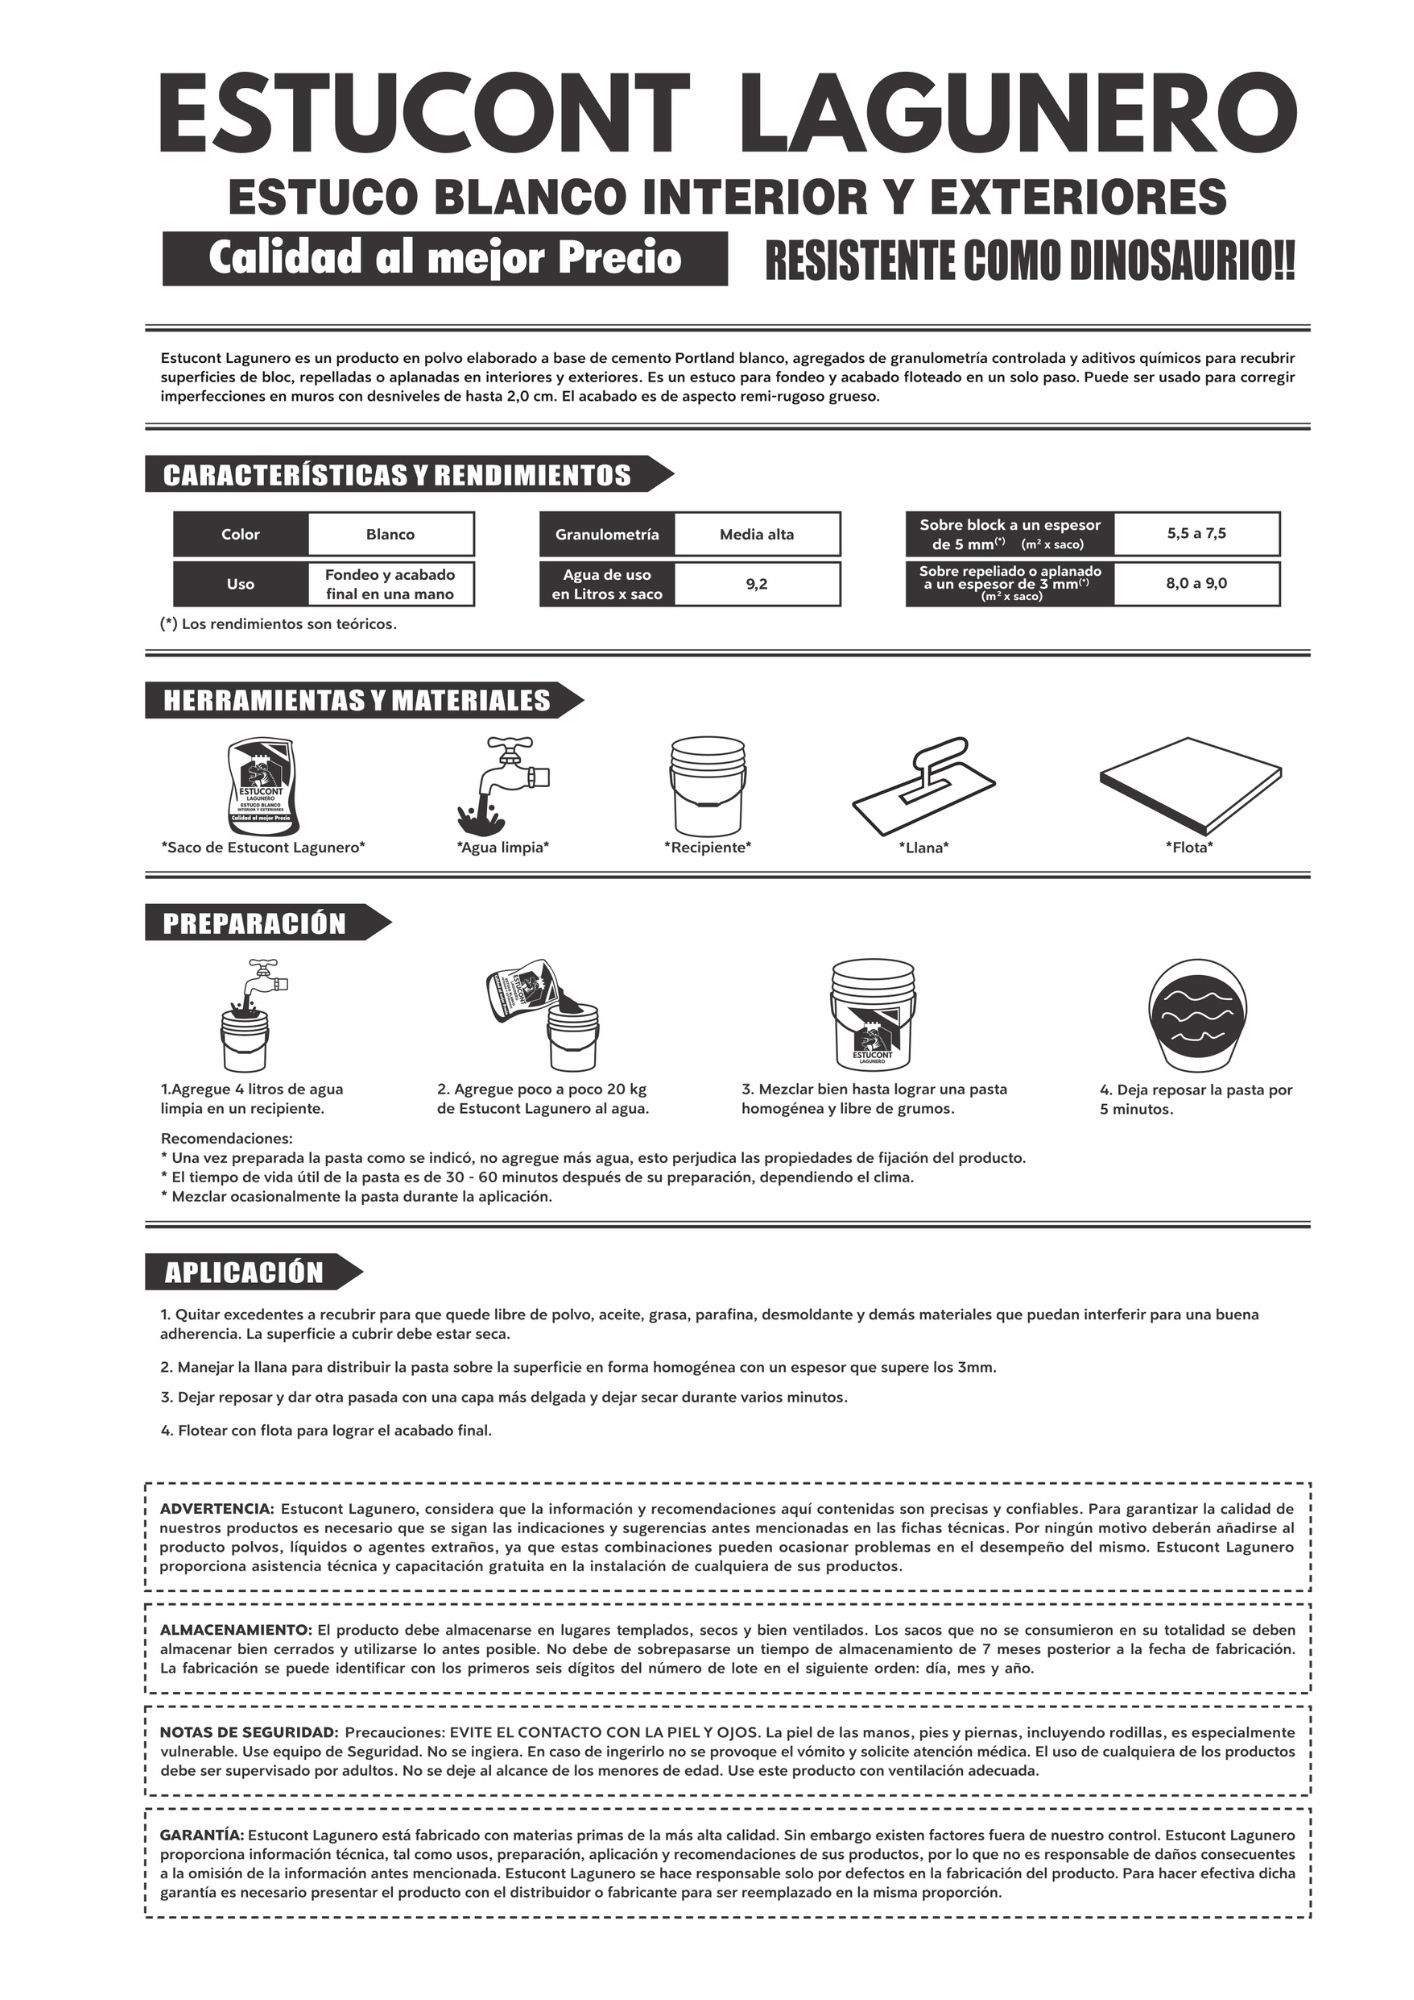 ESTUCONT LAGUNERO
ESTUCO BLANCO INTERIOR Y EXTERIORES
Calidad al mejor Precio
RESISTENTE COMO DINOSAURIO!!
Estucont Lagunero es un producto en polvo elaborado a base de cemento Portland blanco, agregados de granulometría controlada y aditivos químicos para recubrir
superficies de bloc, repelladas o aplanadas en interiores y exteriores. Es un estuco para fondeo y acabado floteado en un solo paso. Puede ser usado para corregir
imperfecciones en muros con desniveles de hasta 2,0 cm. El acabado es de aspecto remi-rugoso grueso.
CARACTERÍSTICAS Y RENDIMIENTOS
Color
Blanco
Uso
Fondeo y acabado
final en una mano
Granulometría
Media alta
Agua de uso
en Litros x saco
9,2
Sobre block a un espesor
de 5 mm(*) (m² x saco)
5,5 a 7,5
Sobre repeliado o aplanado
a un espesor de 3 mm(*)
(m² x saco)
8,0 a 9,0
(*) Los rendimientos son teóricos.
HERRAMIENTAS Y MATERIALES
ESTUCONT
LAGUNERO
ESTUCO BLANCO
INTERIOR Y EXTERIORES
Calidad al mejor Precio
*Saco de Estucont Lagunero*
*Agua limpia*
*Recipiente*
*Llana*
*Flota*
PREPARACIÓN
ESTUCONT
ESTUCONT
LAGUNERO
1.Agregue 4 litros de agua
limpia en un recipiente.
2. Agregue poco a poco 20 kg
de Estucont Lagunero al agua.
3. Mezclar bien hasta lograr una pasta
homogénea y libre de grumos.
4. Deja reposar la pasta por
5 minutos.
Recomendaciones:
* Una vez preparada la pasta como se indicó, no agregue más agua, esto perjudica las propiedades de fijación del producto.
* El tiempo de vida útil de la pasta es de 30 - 60 minutos después de su preparación, dependiendo el clima.
* Mezclar ocasionalmente la pasta durante la aplicación.
APLICACIÓN
1. Quitar excedentes a recubrir para que quede libre de polvo, aceite, grasa, parafina, desmoldante y demás materiales que puedan interferir para una buena
adherencia. La superficie a cubrir debe estar seca.
2. Manejar la llana para distribuir la pasta sobre la superficie en forma homogénea con un espesor que supere los 3mm.
3. Dejar reposar y dar otra pasada con una capa más delgada y dejar secar durante varios minutos.
4. Flotear con flota para lograr el acabado final.
ADVERTENCIA: Estucont Lagunero, considera que la información y recomendaciones aquí contenidas son precisas y confiables. Para garantizar la calidad de
nuestros productos es necesario que se sigan las indicaciones y sugerencias antes mencionadas en las fichas técnicas. Por ningún motivo deberán añadirse al
producto polvos, líquidos o agentes extraños, ya que estas combinaciones pueden ocasionar problemas en el desempeño del mismo. Estucont Lagunero
proporciona asistencia técnica y capacitación gratuita en la instalación de cualquiera de sus productos.
ALMACENAMIENTO: El producto debe almacenarse en lugares templados, secos y bien ventilados. Los sacos que no se consumieron en su totalidad se deben
almacenar bien cerrados y utilizarse lo antes posible. No debe de sobrepasarse un tiempo de almacenamiento de 7 meses posterior a la fecha de fabricación.
La fabricación se puede identificar con los primeros seis dígitos del número de lote en el siguiente orden: día, mes y año.
NOTAS DE SEGURIDAD: Precauciones: EVITE EL CONTACTO CON LA PIEL Y OJOS. La piel de las manos, pies y piernas, incluyendo rodillas, es especialmente
vulnerable. Use equipo de Seguridad. No se ingiera. En caso de ingerirlo no se provoque el vómito y solicite atención médica. El uso de cualquiera de los productos
debe ser supervisado por adultos. No se deje al alcance de los menores de edad. Use este producto con ventilación adecuada.
GARANTÍA: Estucont Lagunero está fabricado con materias primas de la más alta calidad. Sin embargo existen factores fuera de nuestro control. Estucont Lagunero
proporciona información técnica, tal como usos, preparación, aplicación y recomendaciones de sus productos, por lo que no es responsable de daños consecuentes
a la omisión de la información antes mencionada. Estucont Lagunero se hace responsable solo por defectos en la fabricación del producto. Para hacer efectiva dicha
garantía es necesario presentar el producto con el distribuidor o fabricante para ser reemplazado en la misma proporción.